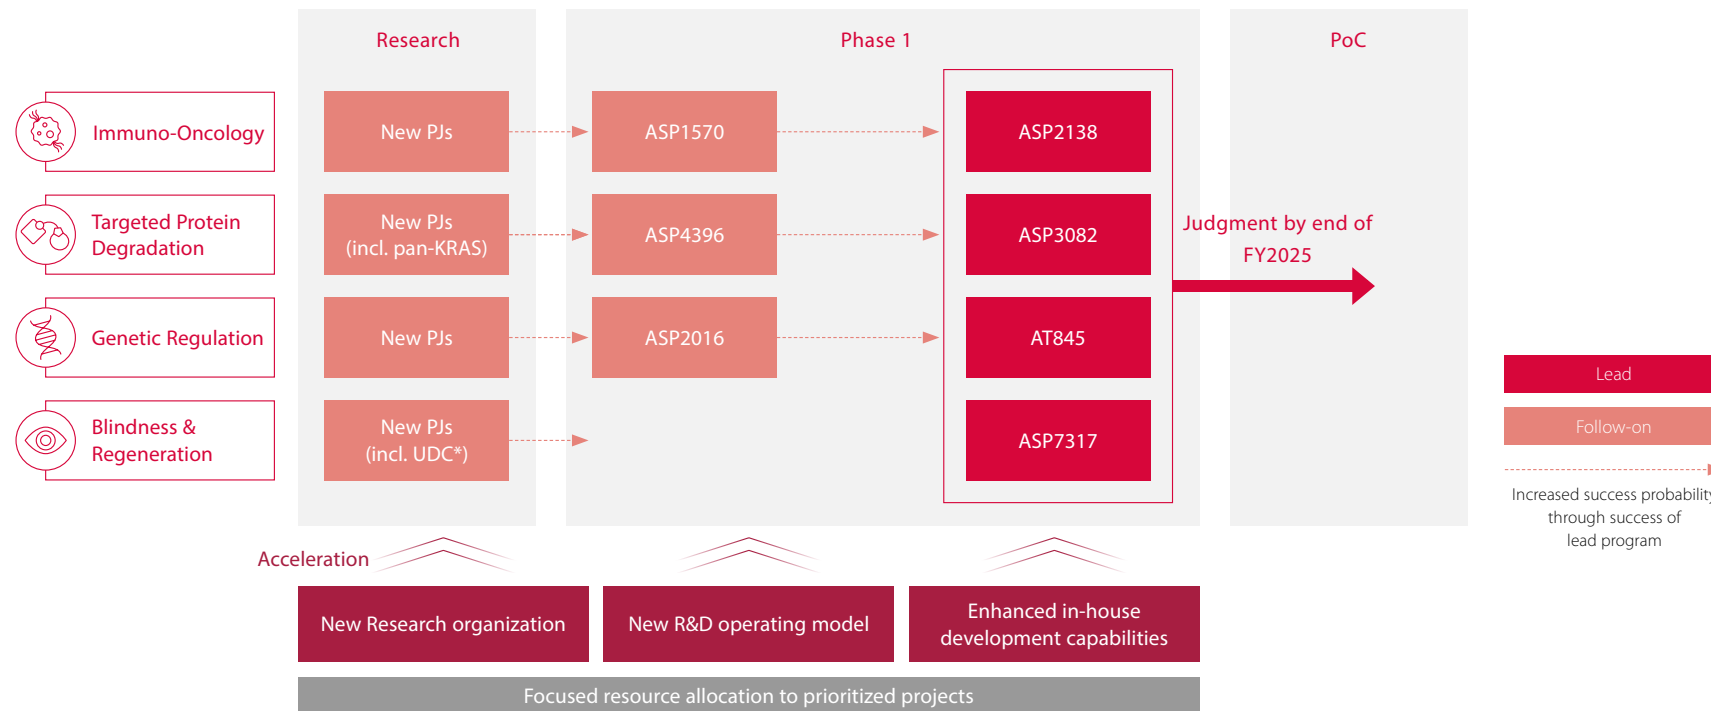 Research
Phase 1
PoC
Immuno-Oncology
New PJs
ASP1570
ASP2138
Targeted Protein
Degradation
New PJs
(incl. pan-KRAS)
ASP4396
ASP3082
Judgment by end of
FY2025
Genetic Regulation
New PJs
ASP2016
AT845
Blindness &
Regeneration
New PJs
(incl. UDC*)
ASP7317
Lead
Follow-on
Increased success probability
through success of
lead program
Acceleration
New Research organization
New R&D operating model
Enhanced in-house
development capabilities
Focused resource allocation to prioritized projects